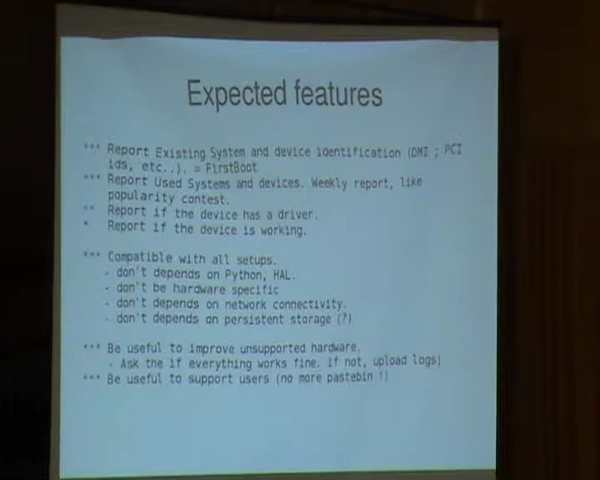 Expected features
*** Report Existing System and device identification (DMI ; PCI
ids, etc..). = FirstBoot
*** Report Used Systems and devices. Weekly report, like
popularity contest.
** Report if the device has a driver.
* Report if the device is working.
*** Compatible with all setups.
- don't depends on Python, HAL.
- don't be hardware specific
- don't depends on network connectivity.
- don't depends on persistent storage (?)
*** Be useful to improve unsupported hardware.
- Ask the if everything works fine. if not, upload logs)
*** Be useful to support users (no more pastebin !)